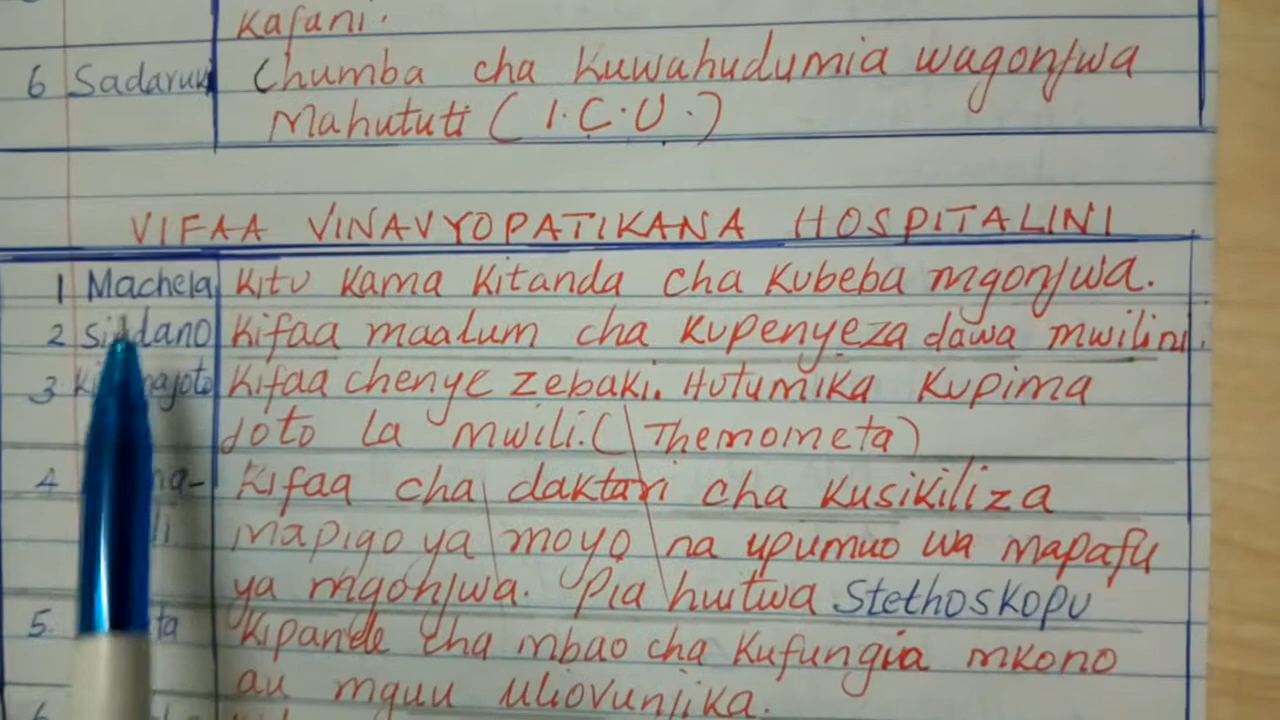 Kafani.
6 Sadaruki Chumba cha Kuwahudumia wagonjwa
Mahututi ( I.C.U.)
VIFAA VINAVYOPATIKANA HOSPITALINI
1 Machela Kitu Kama Kitanda cha Kubeba mgonjwa.
2 Sindano Kifaa maalum cha Kupenyeza dawa mwilini.
3 Kifaa chenye Zebaki. Hutumika Kupima
Joto la mwili. (Themometa)
4 Kifaa cha daktari cha Kusikiliza
Mapigo ya moyo na upumuo wa mapafu
ya mgonjwa. Pia huitwa Stethoskopu
5. Kipande cha mbao cha Kufungia mkono
au mguu uliovunjika.
6